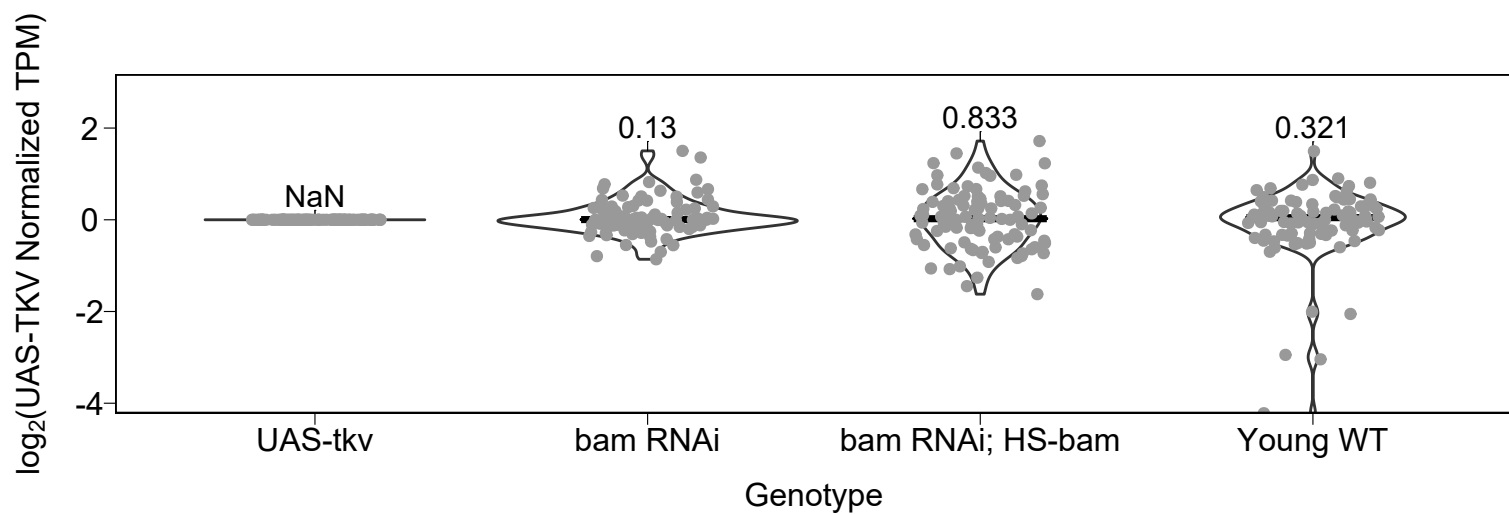 log₂(UAS-TKV Normalized TPM)
2
0
-2
-4
NaN
0.13
0.833
0.321
UAS-tkv
bam RNAi
bam RNAi; HS-bam
Young WT
Genotype